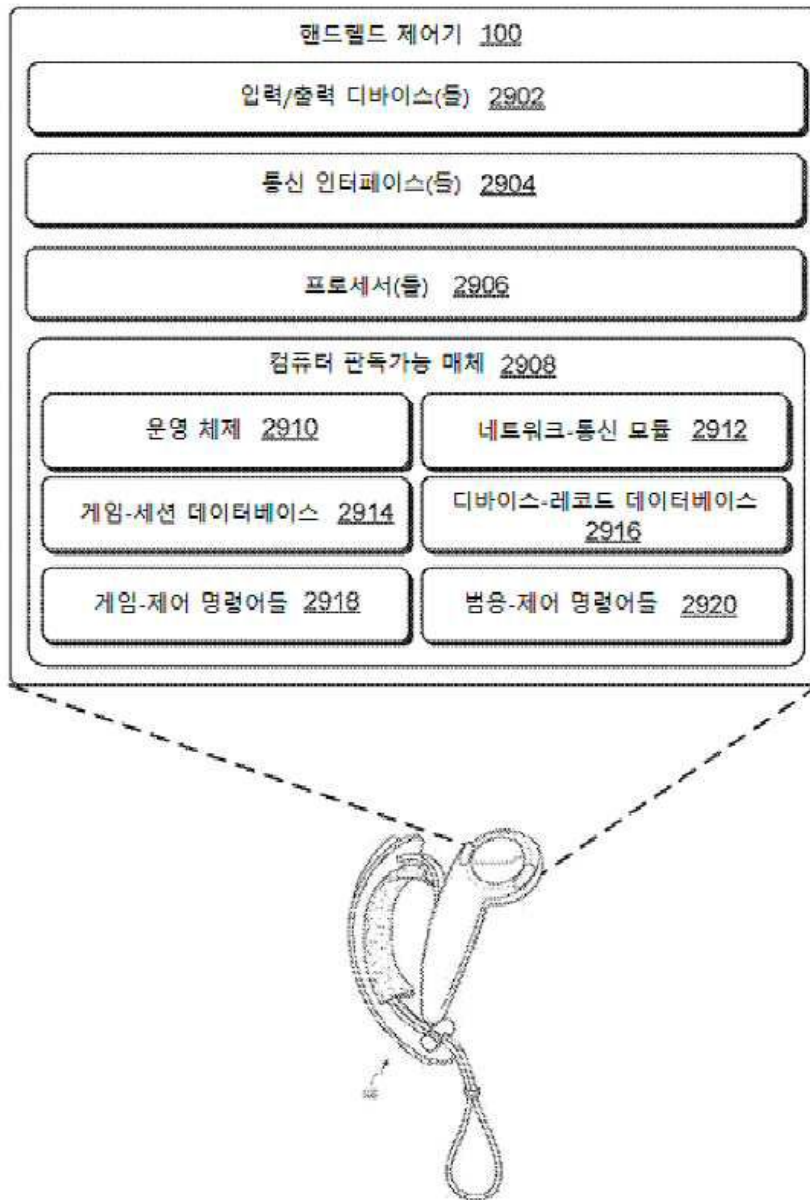 핸드헬드 제어기 100
입력/출력 디바이스(들) 2902
통신 인터페이스(들) 2904
프로세서(들) 2906
컴퓨터 판독가능 매체 2908
운영 체제 2910
네트워크-통신 모듈 2912
게임-세션 데이터베이스 2914
디바이스-레코드 데이터베이스
2916
게임-제어 명령어들 2918
범용-제어 명령어들 2920